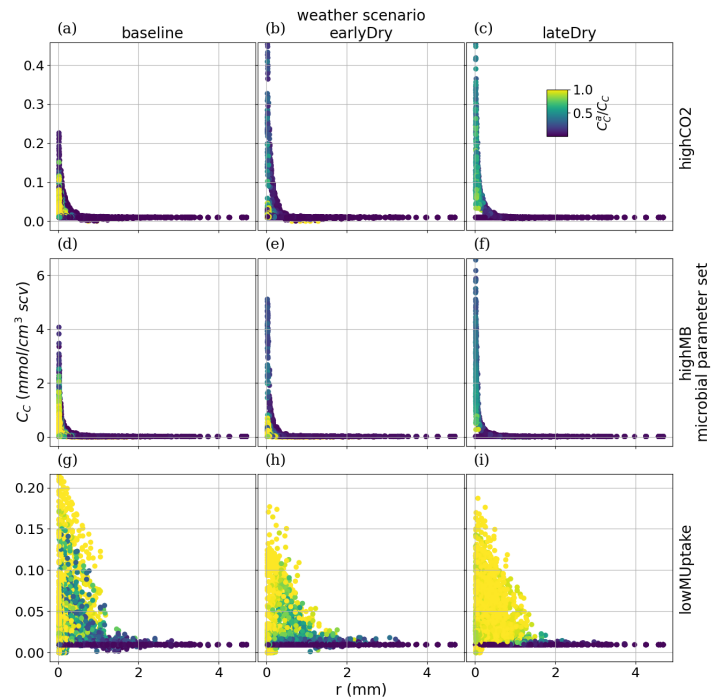 weather scenario
(a) baseline (b) earlyDry (c) lateDry
0.4
0.3
0.2
0.1
0.0
1.0
0.5
C_C^a/C_C
highCO2
(d) (e) (f)
6
4
2
0
C_C (mmol/cm^3 scv)
highMB
microbial parameter set
(g) (h) (i)
0.20
0.15
0.10
0.05
0.00
lowMUptake
0 2 4 0 2 4 0 2 4
r (mm)